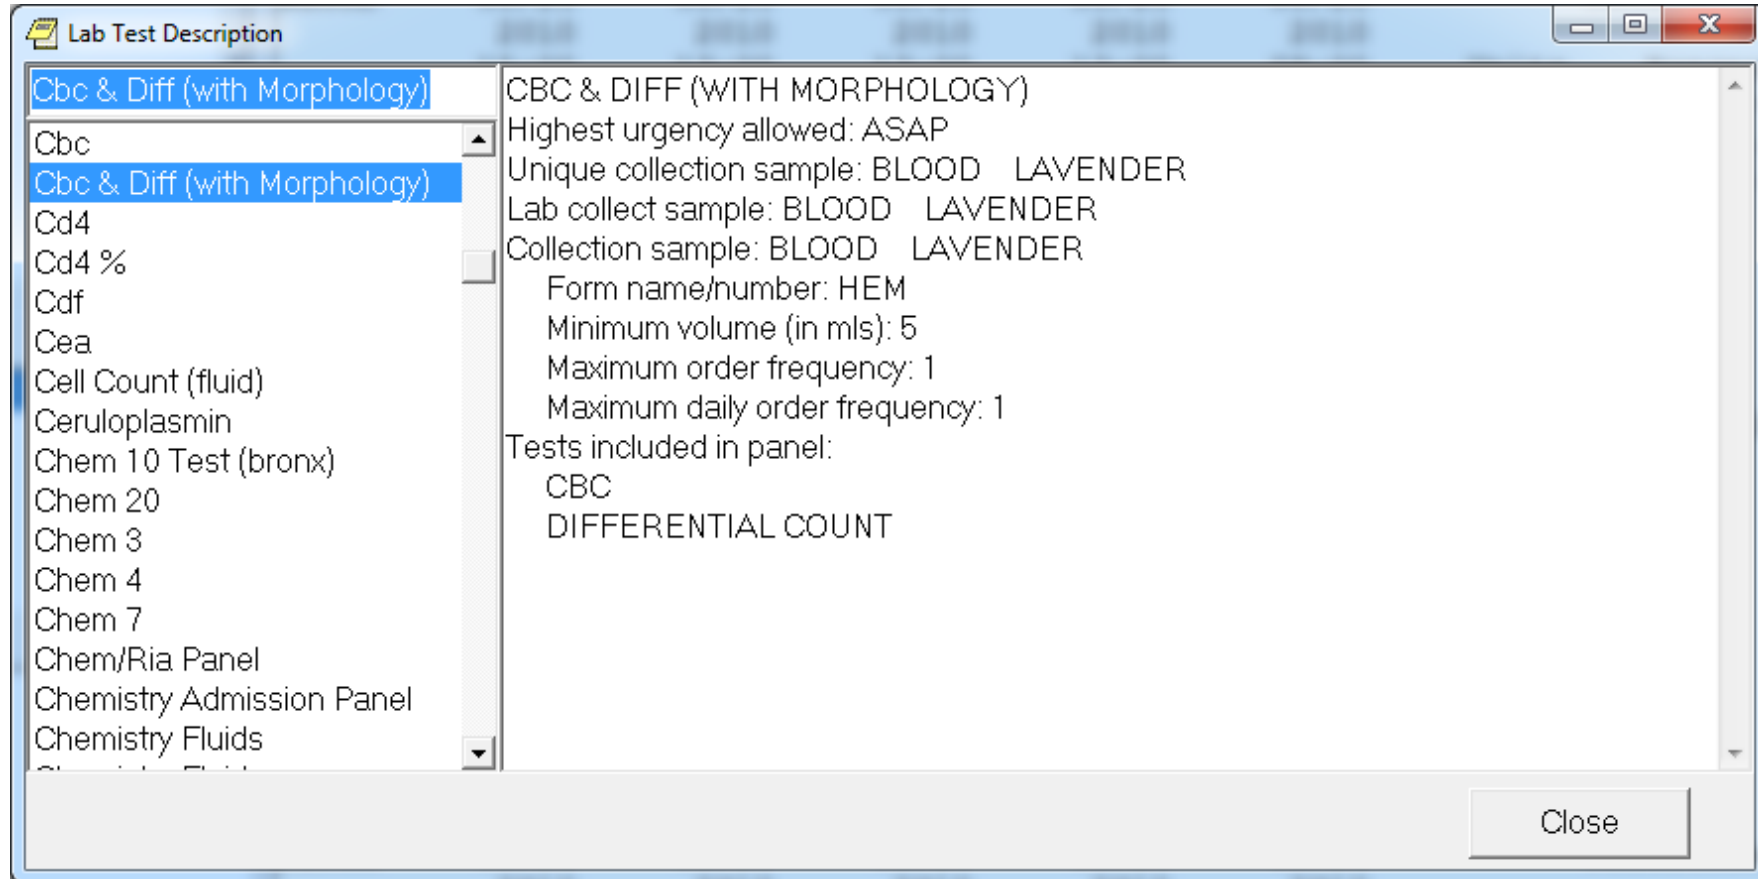 Lab Test Description
Cbc & Diff (with Morphology)
Cbc
Cbc & Diff (with Morphology)
Cd4
Cd4 %
Cdf
Cea
Cell Count (fluid)
Ceruloplasmin
Chem 10 Test (bronx)
Chem 20
Chem 3
Chem 4
Chem 7
Chem/Ria Panel
Chemistry Admission Panel
Chemistry Fluids
CBC & DIFF (WITH MORPHOLOGY)
Highest urgency allowed: ASAP
Unique collection sample: BLOOD LAVENDER
Lab collect sample: BLOOD LAVENDER
Collection sample: BLOOD LAVENDER
Form name/number: HEM
Minimum volume (in mls): 5
Maximum order frequency: 1
Maximum daily order frequency: 1
Tests included in panel:
CBC
DIFFERENTIAL COUNT
Close